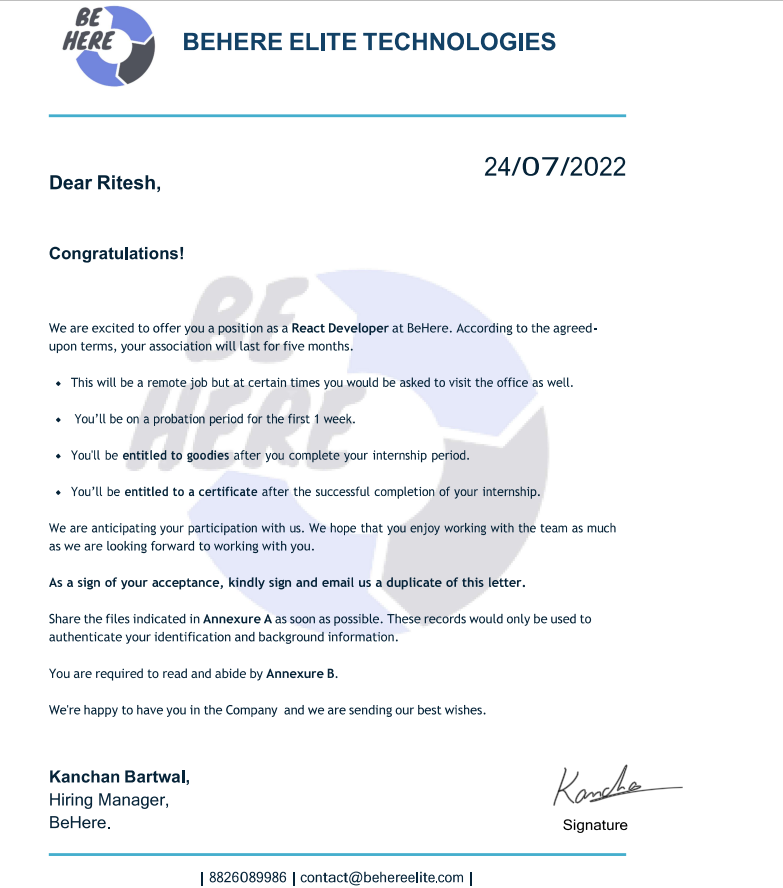 BE
HERE
BEHERE ELITE TECHNOLOGIES
24/07/2022
Dear Ritesh,
Congratulations!
BE
HERE
We are excited to offer you a position as a React Developer at BeHere. According to the agreed-
upon terms, your association will last for five months.
• This will be a remote job but at certain times you would be asked to visit the office as well.
• You'll be on a probation period for the first 1 week.
• You'll be entitled to goodies after you complete your internship period.
• You'll be entitled to a certificate after the successful completion of your internship.
We are anticipating your participation with us. We hope that you enjoy working with the team as much
as we are looking forward to working with you.
As a sign of your acceptance, kindly sign and email us a duplicate of this letter.
Share the files indicated in Annexure A as soon as possible. These records would only be used to
authenticate your identification and background information.
You are required to read and abide by Annexure B.
We're happy to have you in the Company and we are sending our best wishes.
Kanchan Bartwal,
Hiring Manager,
BeHere.
Signature
| 8826089986 | contact@behereelite.com |